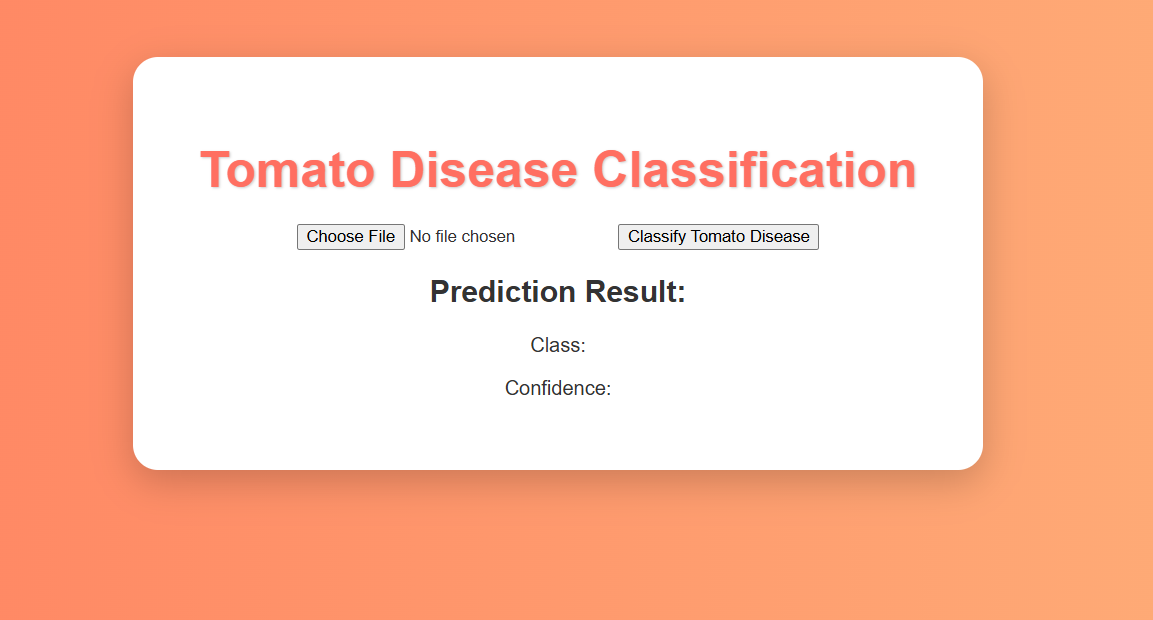 Tomato Disease Classification
Choose File No file chosen Classify Tomato Disease
Prediction Result:
Class:
Confidence: